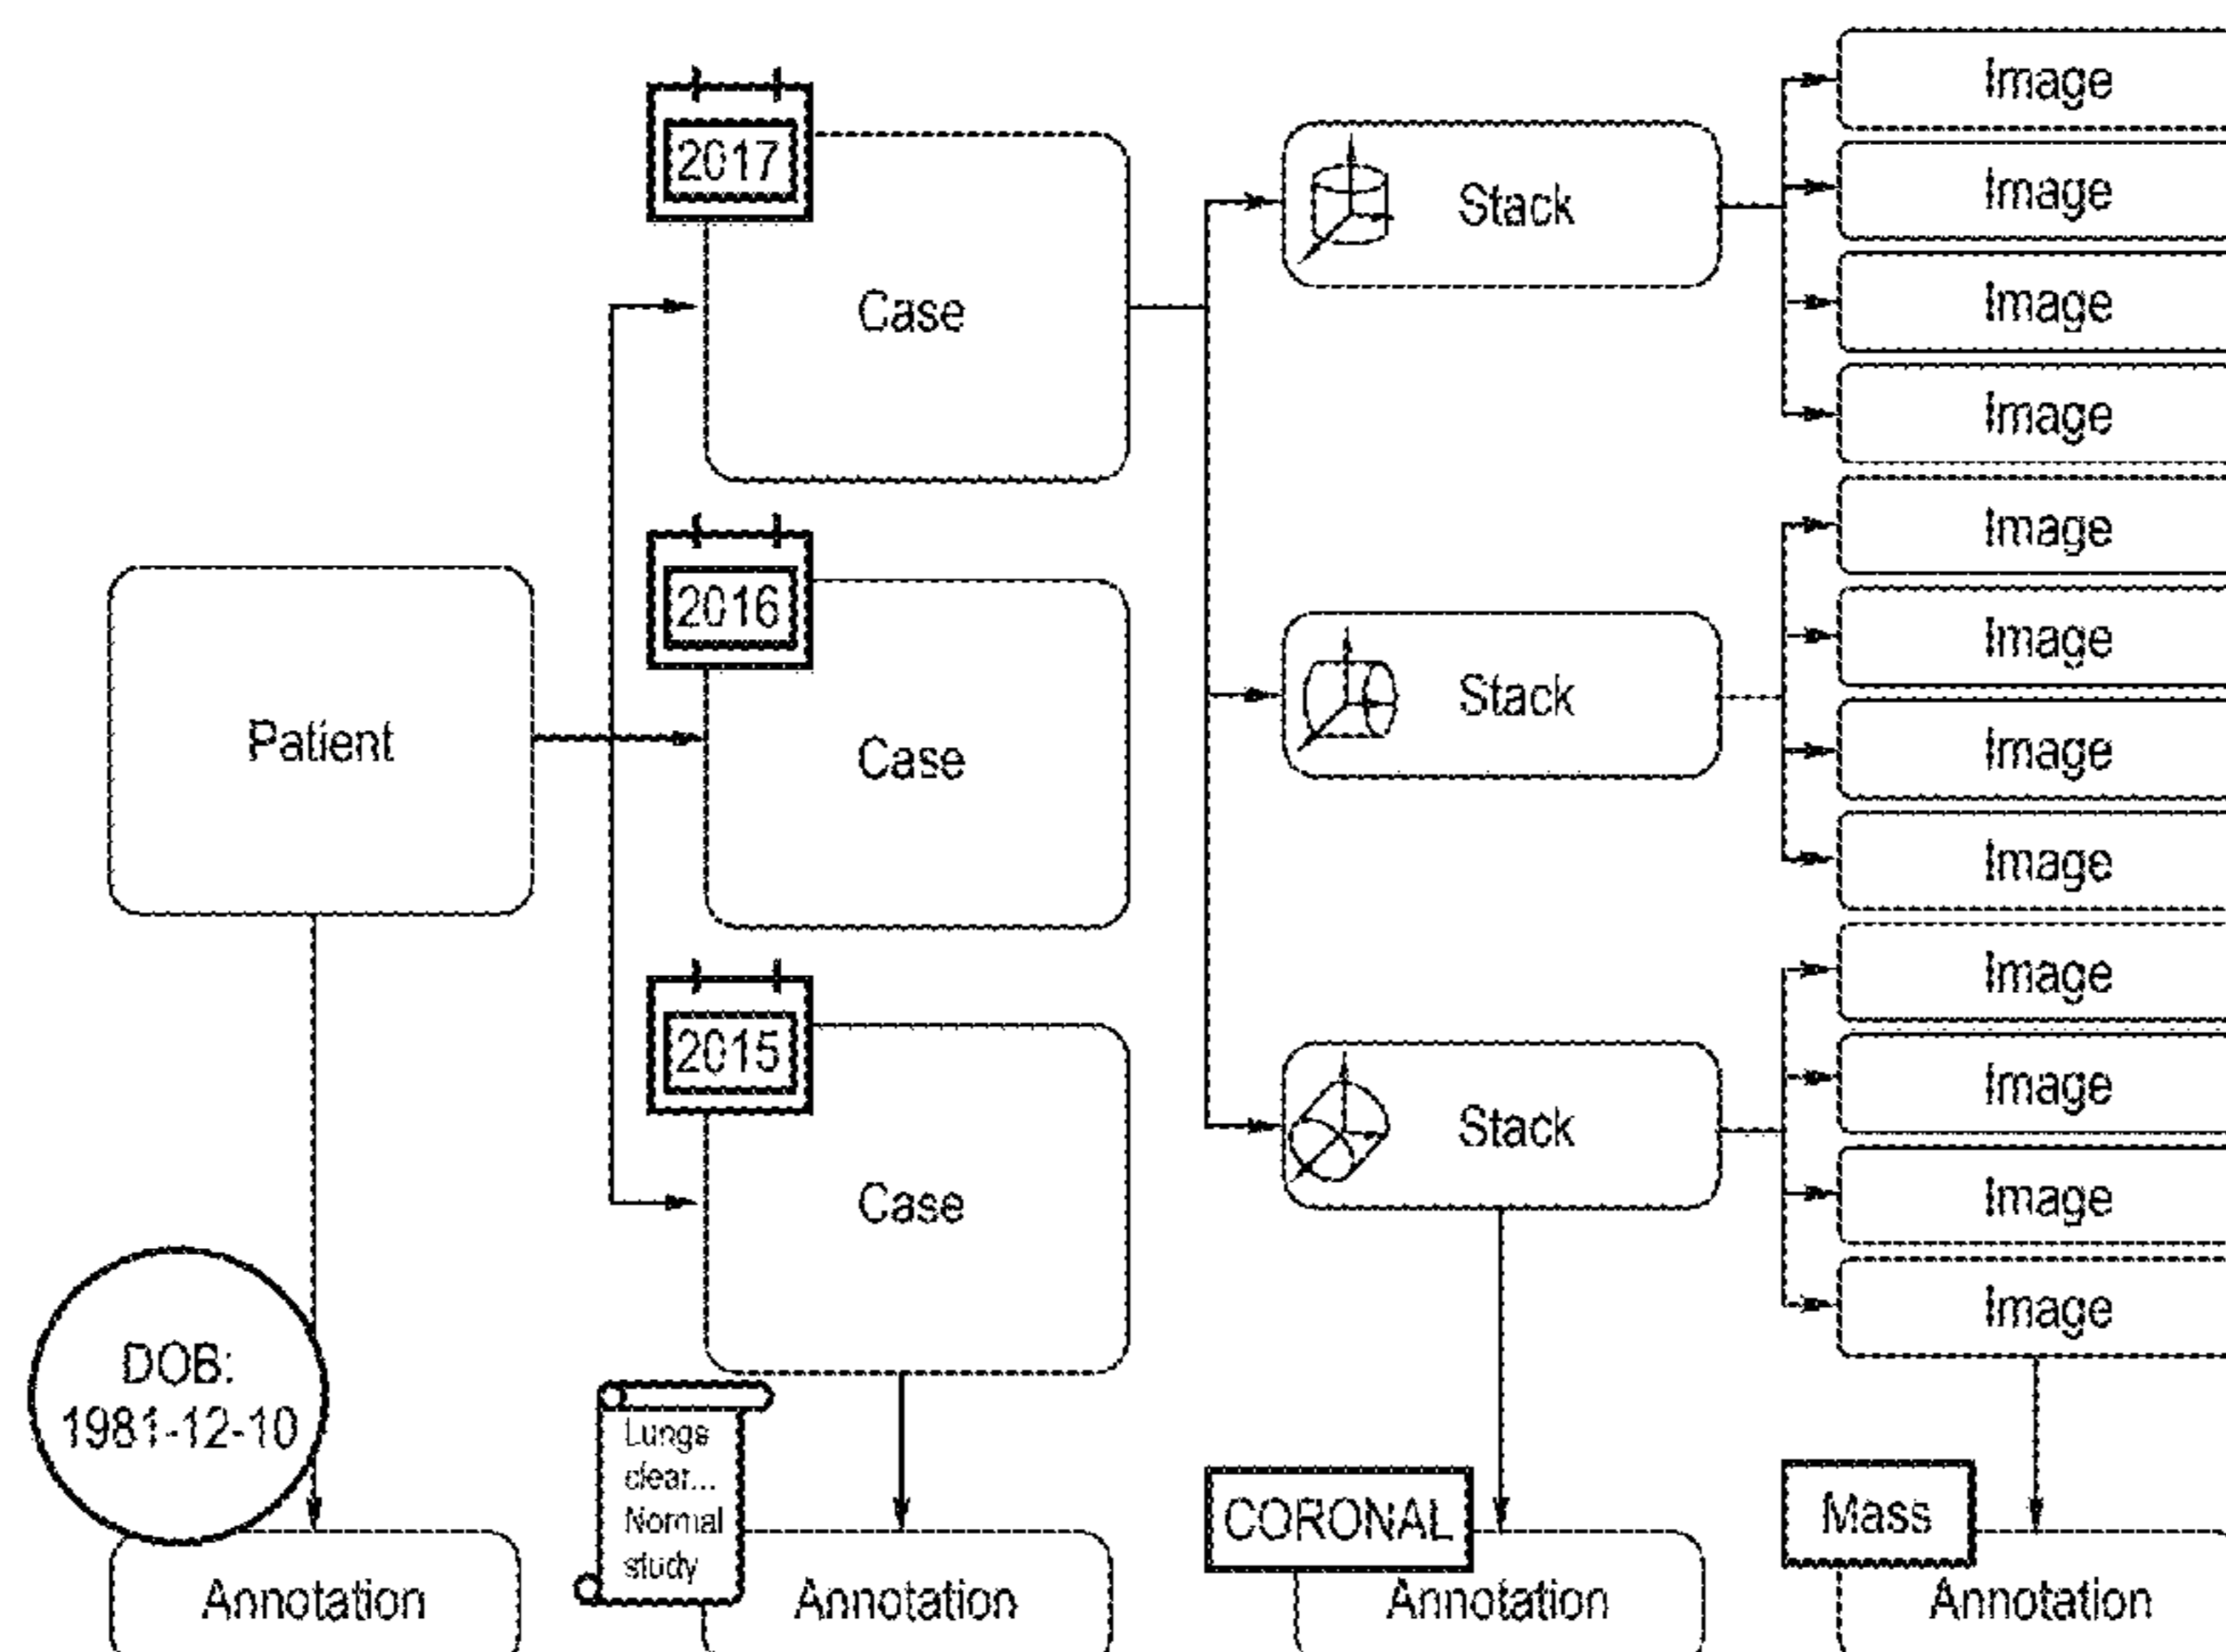 2017
Case
Stack
Image
Image
Image
Image
Patient
2016
Case
Stack
Image
Image
Image
Image
2015
Case
Stack
Image
Image
Image
Image
DOB:
1981-12-10
Annotation
Lungs
clear...
Normal
study
Annotation
CORONAL
Annotation
Mass
Annotation